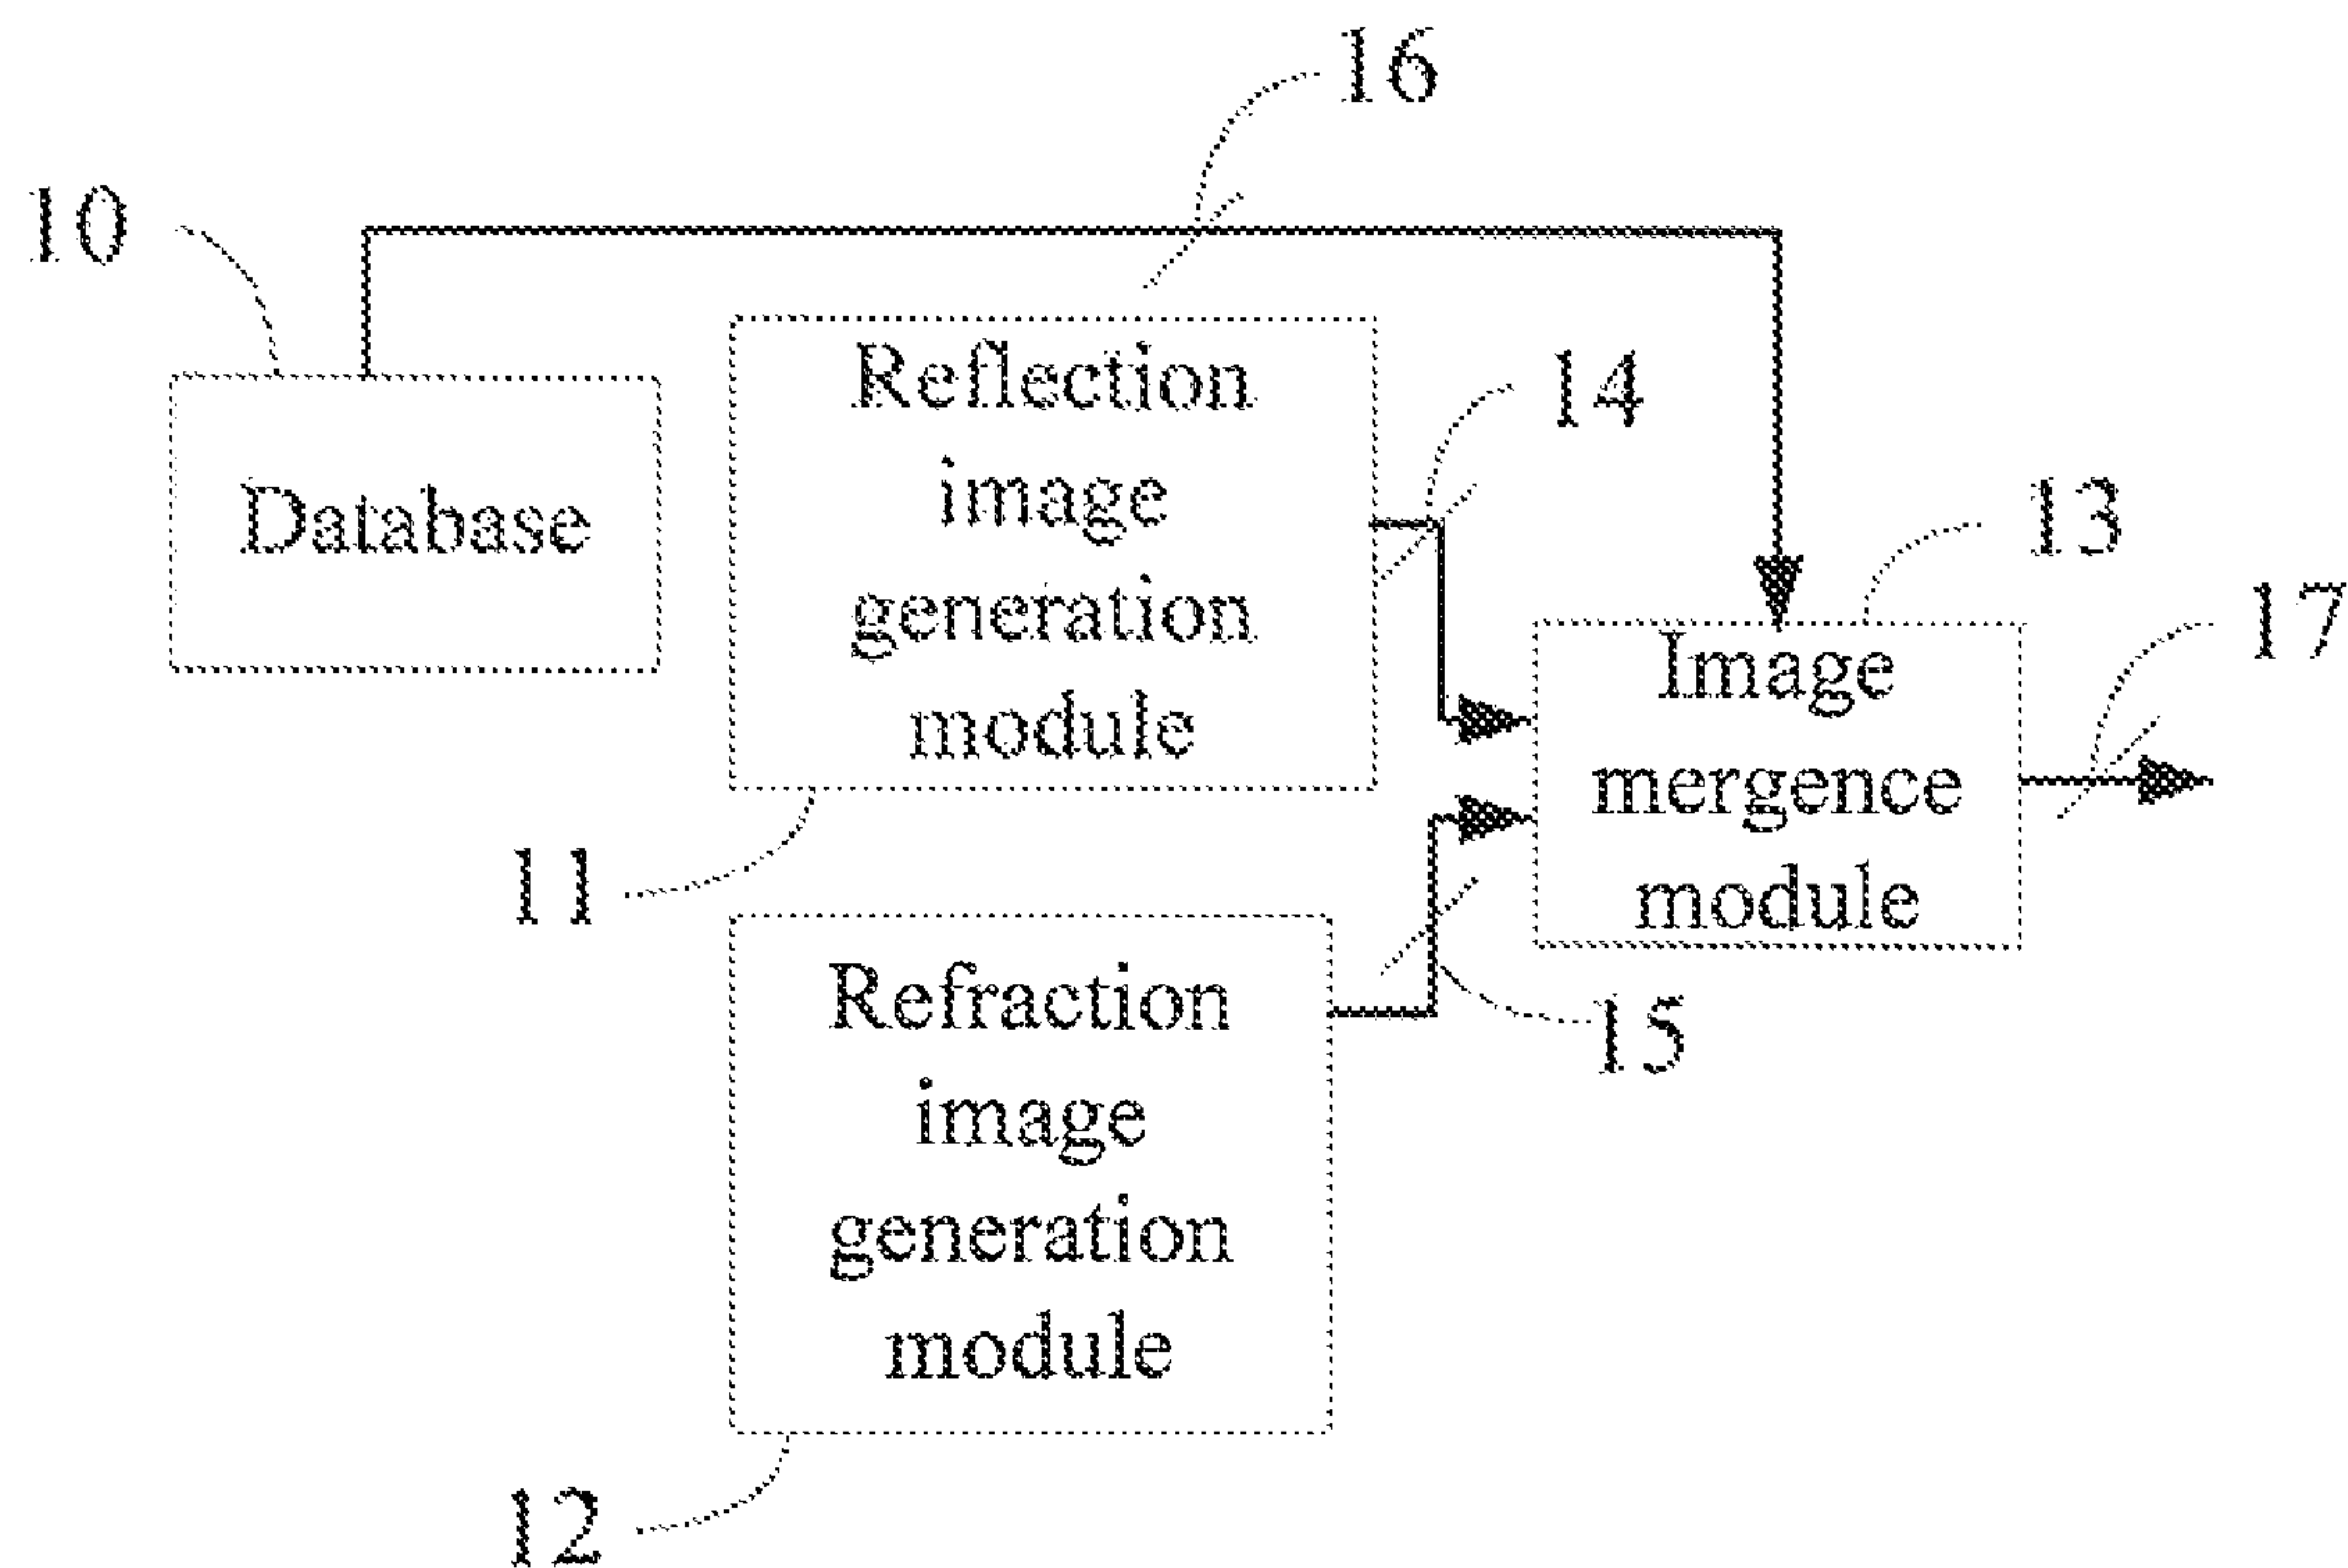 16
10
Reflection
image
generation
module
14
Database
13
17
Image
mergence
module
11
Refraction
image
generation
module
15
12